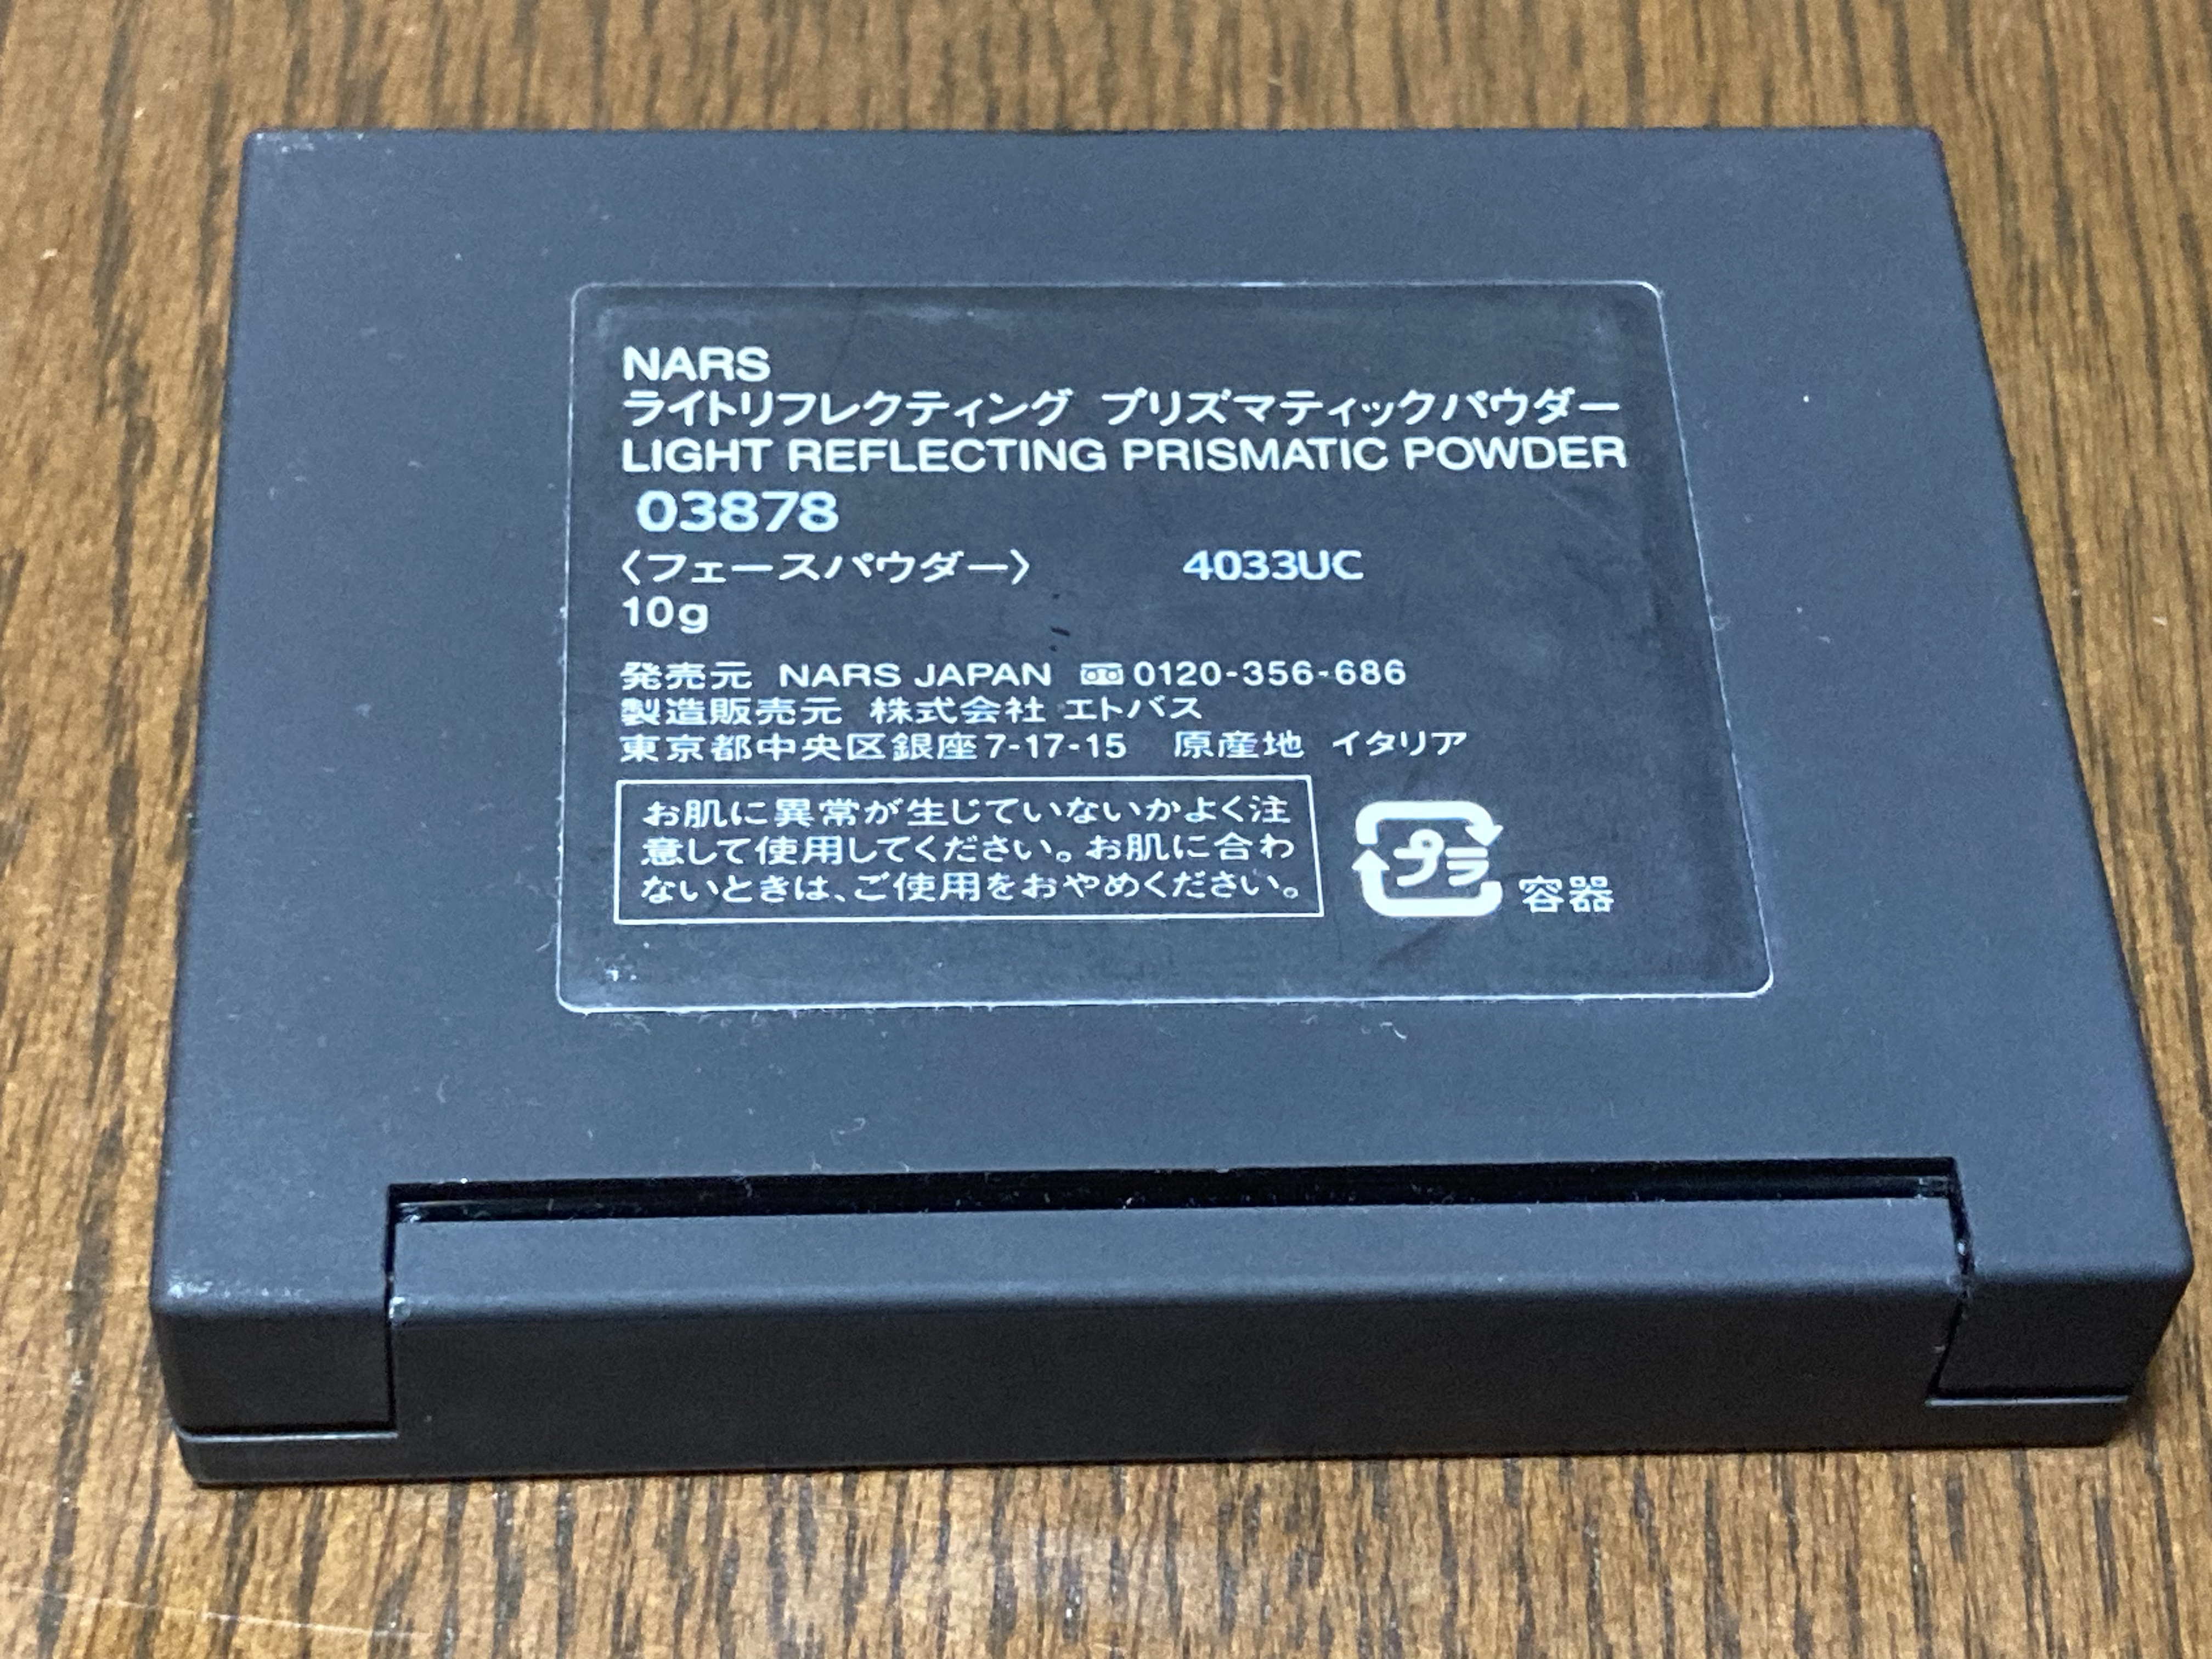 NARS
ライトリフレクティング プリズマティックパウダー
LIGHT REFLECTING PRISMATIC POWDER
03878
〈フェースパウダー〉 4033UC
10g
発売元 NARS JAPAN 0120-356-686
製造販売元 株式会社 エトバス
東京都中央区銀座7-17-15 原産地 イタリア
お肌に異常が生じていないかよく注
意して使用してください。お肌に合わ
ないときは、ご使用をおやめください。
プラ
容器